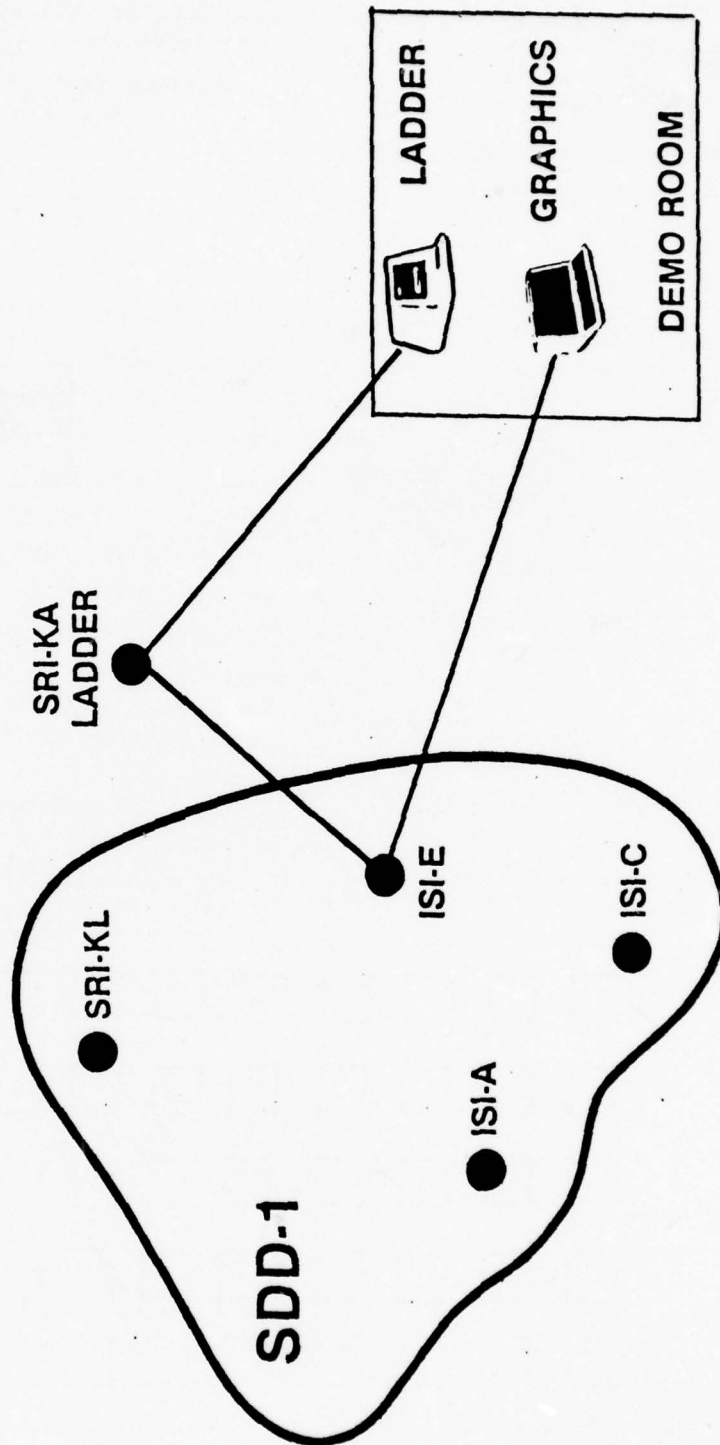 SDD-1
SRI-KL
ISI-A
ISI-E
ISI-C
SRI-KA
LADDER
LADDER
GRAPHICS
DEMO ROOM